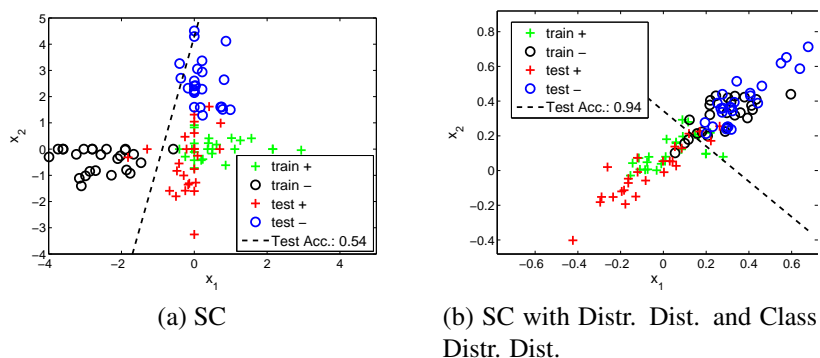 5
4
3
2
1
0
−1
−2
−3
−4
x2
−4 −2 0 2 4
x1
train +
train −
test +
test −
Test Acc.: 0.54
(a) SC
0.8
0.6
0.4
0.2
0
−0.2
−0.4
x2
−0.6 −0.4 −0.2 0 0.2 0.4 0.6
x1
train +
train −
test +
test −
Test Acc.: 0.94
(b) SC with Distr. Dist. and Class
Distr. Dist.